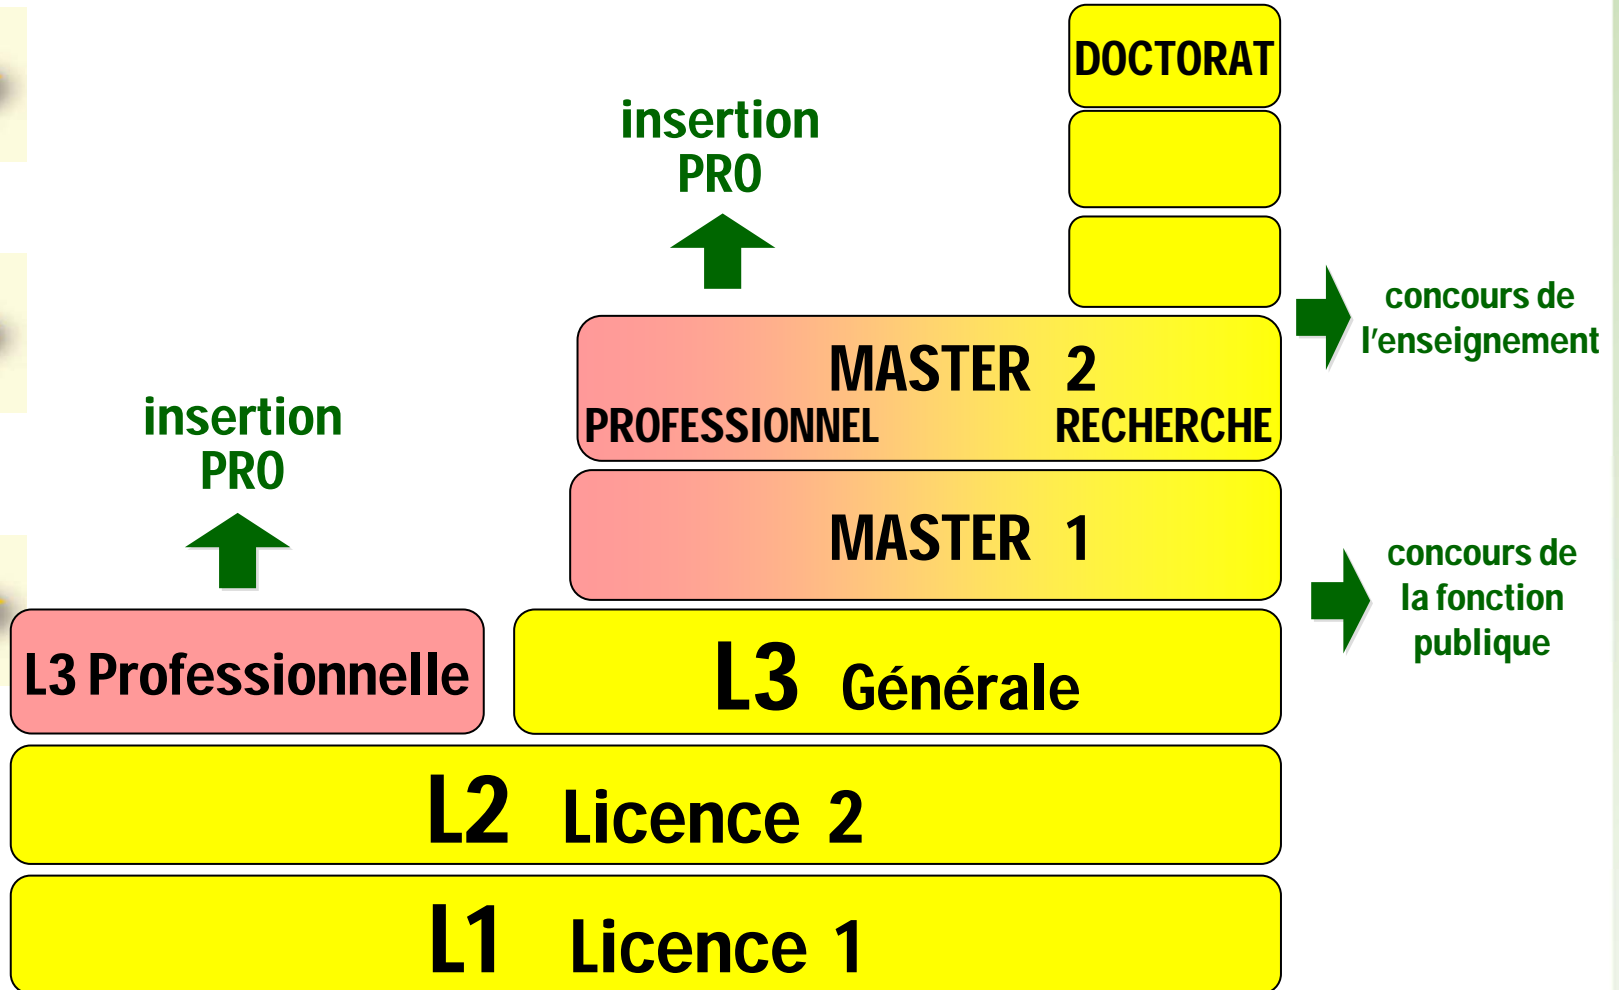 DOCTORAT
insertion
PRO
concours de
l'enseignement
MASTER 2
PROFESSIONNEL RECHERCHE
insertion
PRO
MASTER 1
concours de
la fonction
publique
L3 Professionnelle
L3 Générale
L2 Licence 2
L1 Licence 1